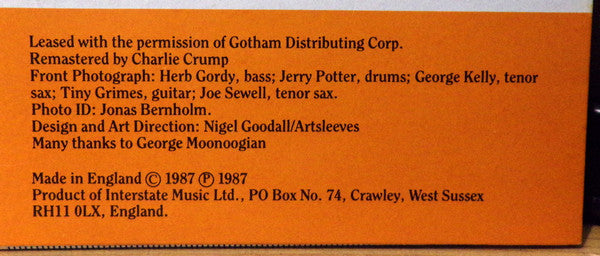 Leased with the permission of Gotham Distributing Corp.
Remastered by Charlie Crump
Front Photograph: Herb Gordy, bass; Jerry Potter, drums; George Kelly, tenor
sax; Tiny Grimes, guitar; Joe Sewell, tenor sax.
Photo ID: Jonas Bernholm.
Design and Art Direction: Nigel Goodall/Artsleeves
Many thanks to George Moonoogian
Made in England © 1987 ℗ 1987
Product of Interstate Music Ltd., PO Box No. 74, Crawley, West Sussex
RH11 0LX, England.